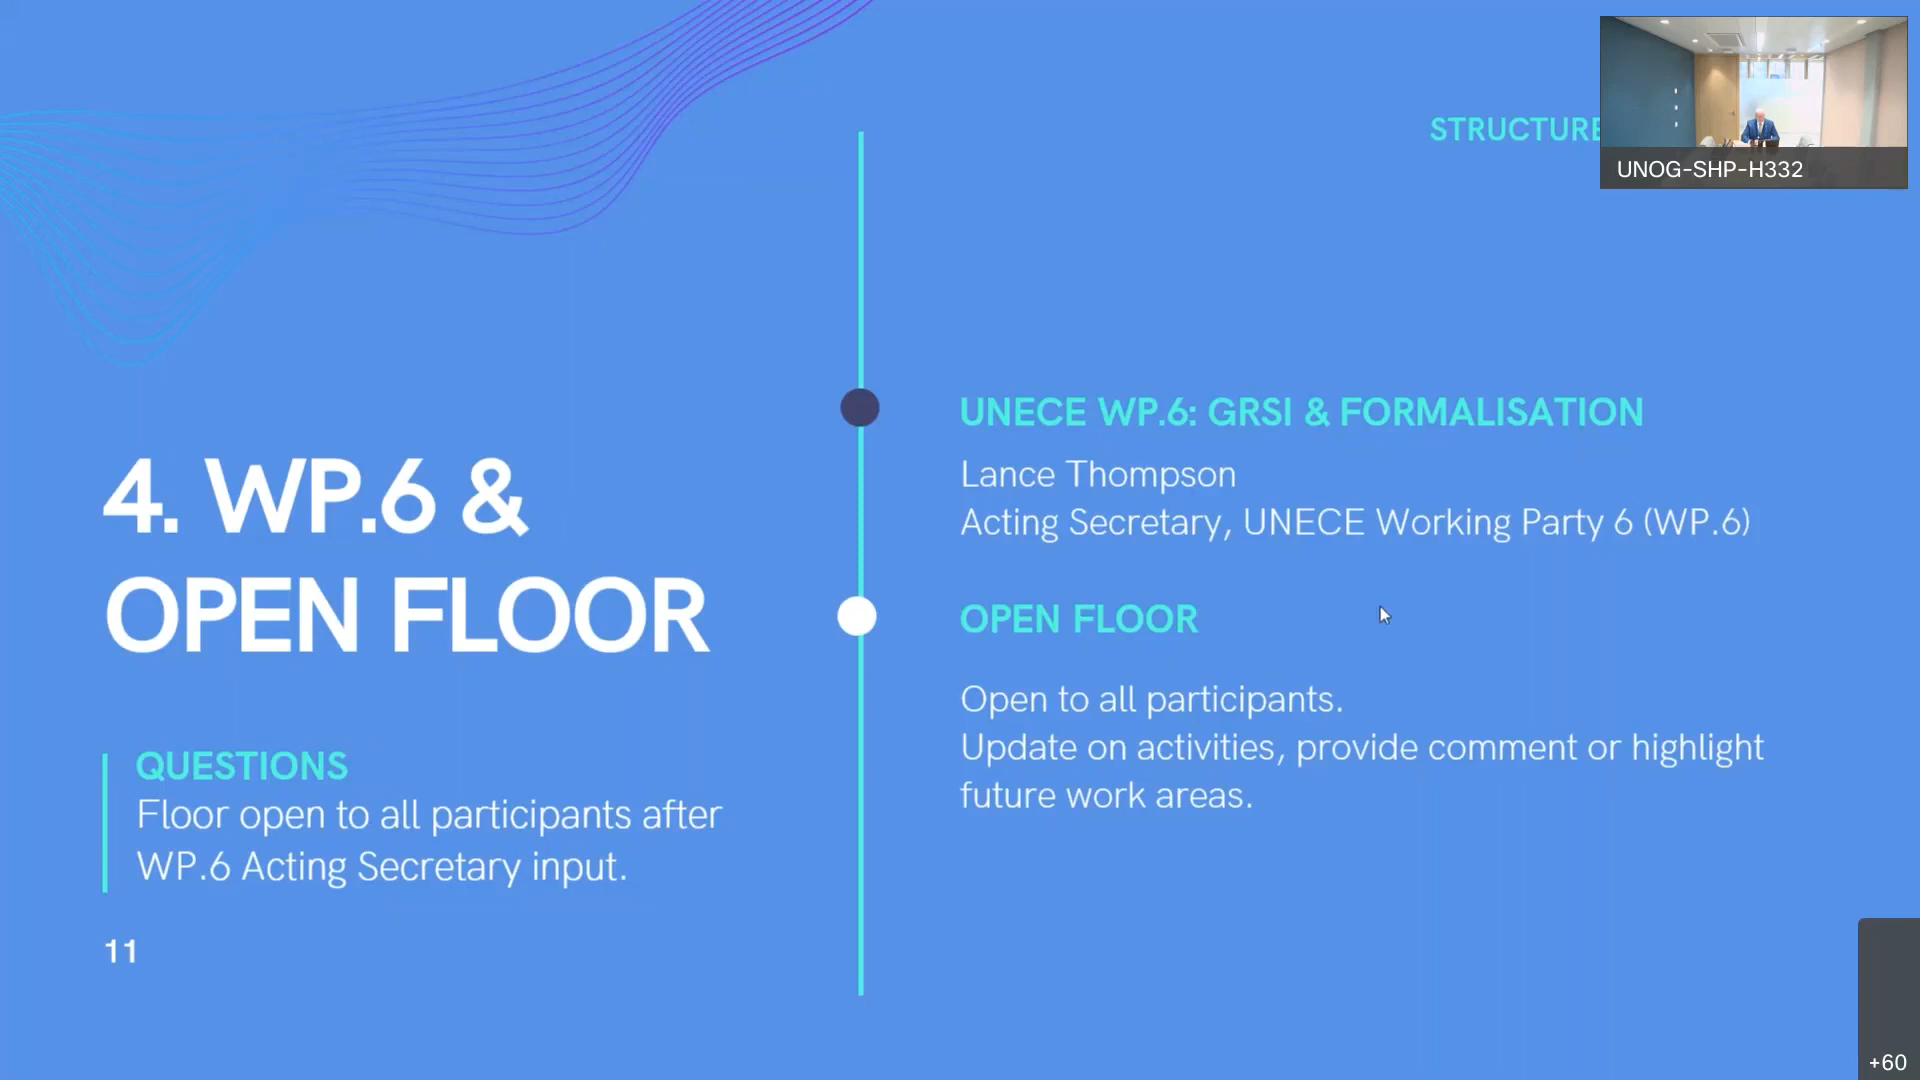 STRUCTURE
UNOG-SHP-H332
4. WP.6 &
OPEN FLOOR
QUESTIONS
Floor open to all participants after
WP.6 Acting Secretary input.
11
UNECE WP.6: GRSI & FORMALISATION
Lance Thompson
Acting Secretary, UNECE Working Party 6 (WP.6)
OPEN FLOOR
Open to all participants.
Update on activities, provide comment or highlight
future work areas.
+60